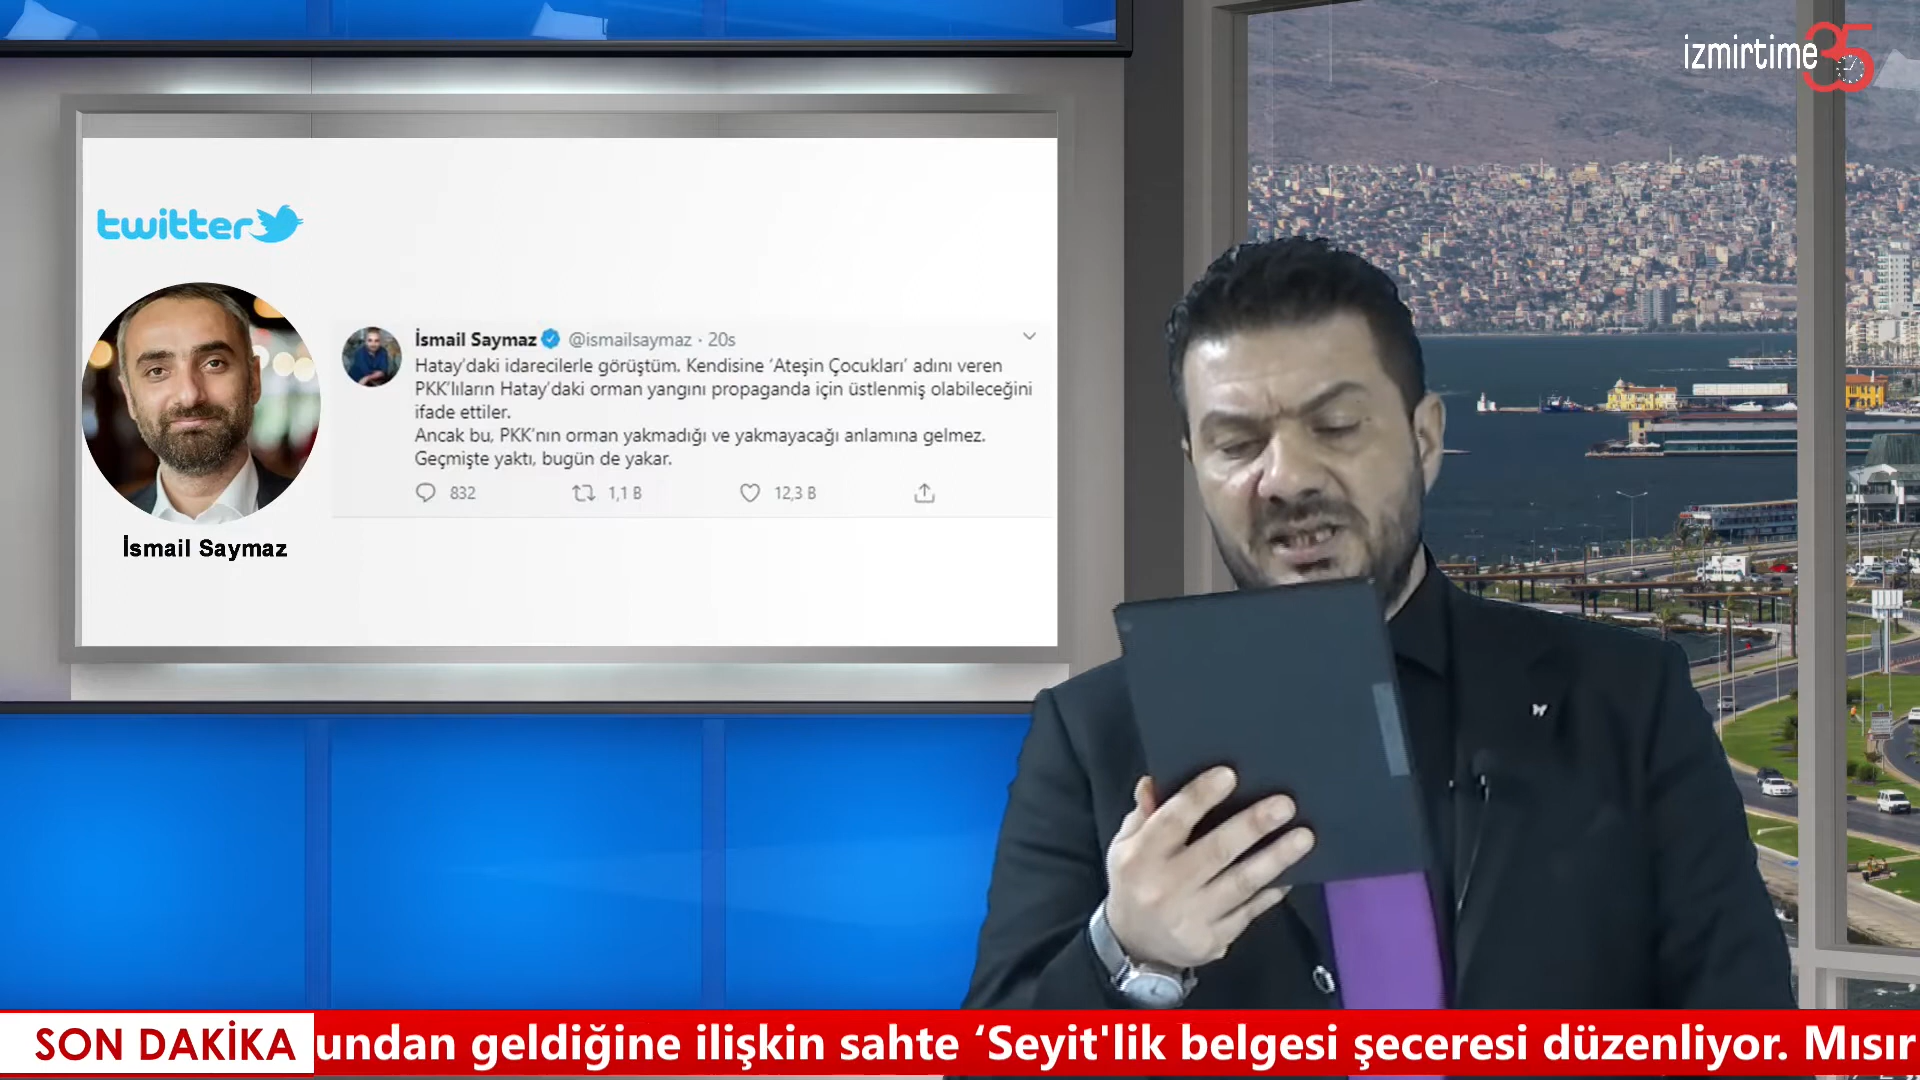 izmirtime35
twitter
İsmail Saymaz @ismailsaymaz · 20s
Hatay'daki idarecilerle görüştüm. Kendisine 'Ateşin Çocukları' adını veren
PKK'lıların Hatay'daki orman yangını propaganda için üstlenmiş olabileceğini
ifade ettiler.
Ancak bu, PKK'nın orman yakmadığı ve yakmayacağı anlamına gelmez.
Geçmişte yaktı, bugün de yakar.
832 1,1 B 12,3 B
İsmail Saymaz
SON DAKİKA undan geldiğine ilişkin sahte ‘Seyit'lik belgesi şeceresi düzenliyor. Mısır